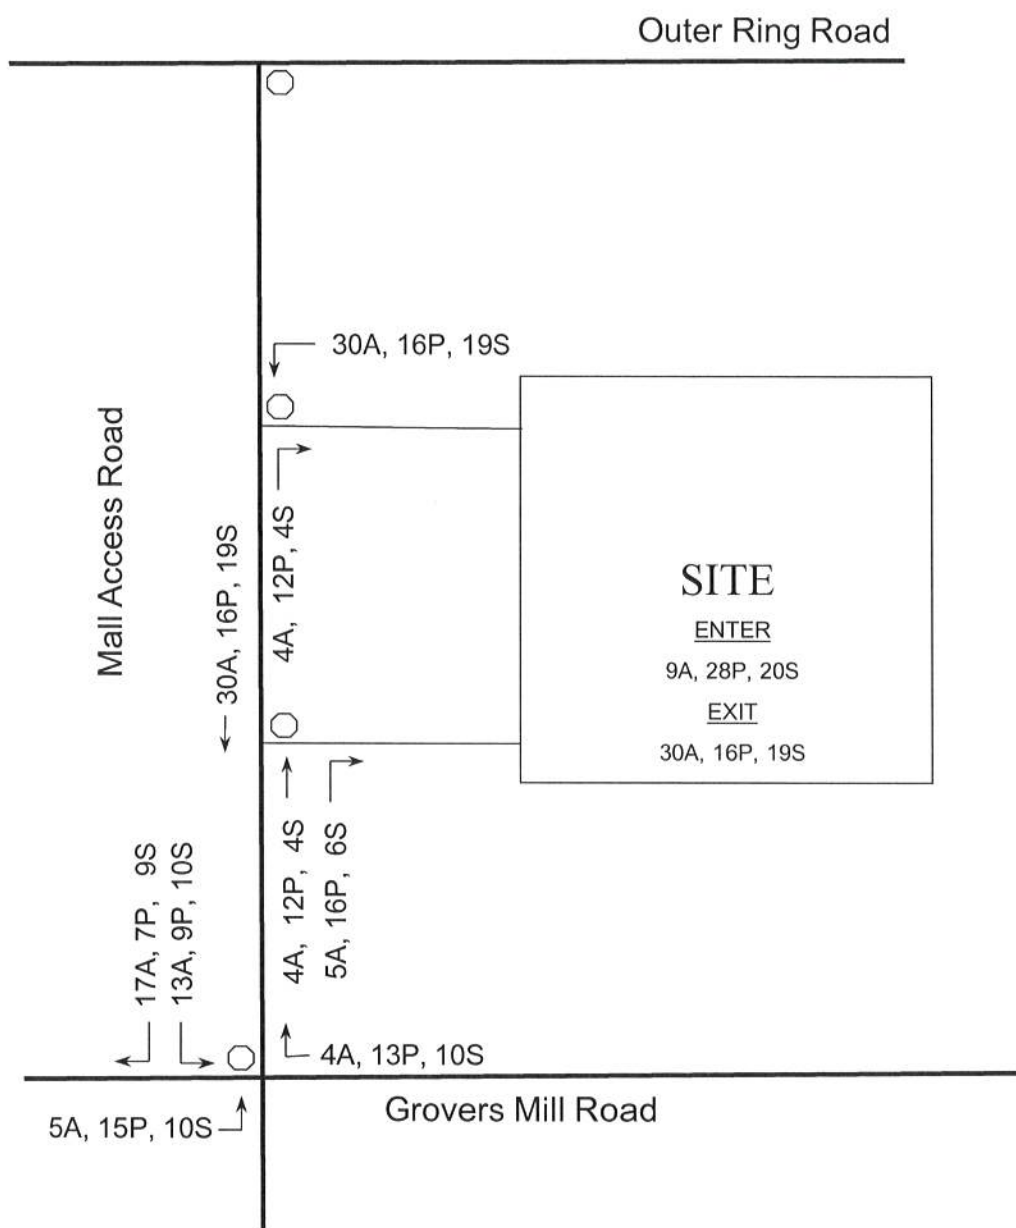 Outer Ring Road
30A, 16P, 19S
Mall Access Road
30A, 16P, 19S
4A, 12P, 4S
SITE
ENTER
9A, 28P, 20S
EXIT
30A, 16P, 19S
17A, 7P, 9S
13A, 9P, 10S
4A, 12P, 4S
5A, 16P, 6S
4A, 13P, 10S
Grovers Mill Road
5A, 15P, 10S